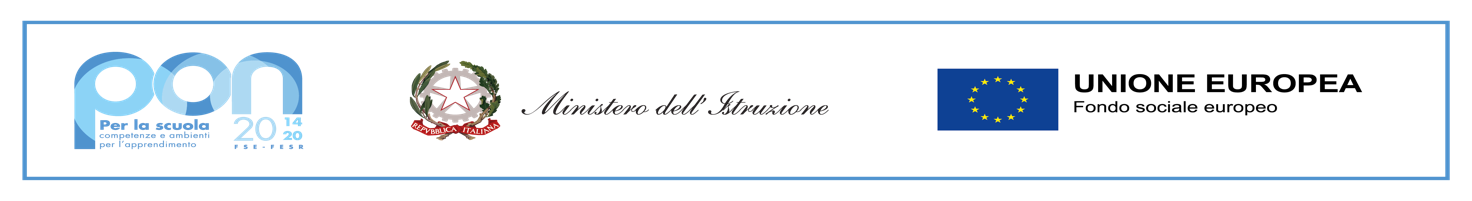 pon
Per la scuola
competenze e ambienti
per l'apprendimento
20 14
20
FSE-FESR
REPVBBLICA ITALIANA
Ministero dell'Istruzione
UNIONE EUROPEA
Fondo sociale europeo